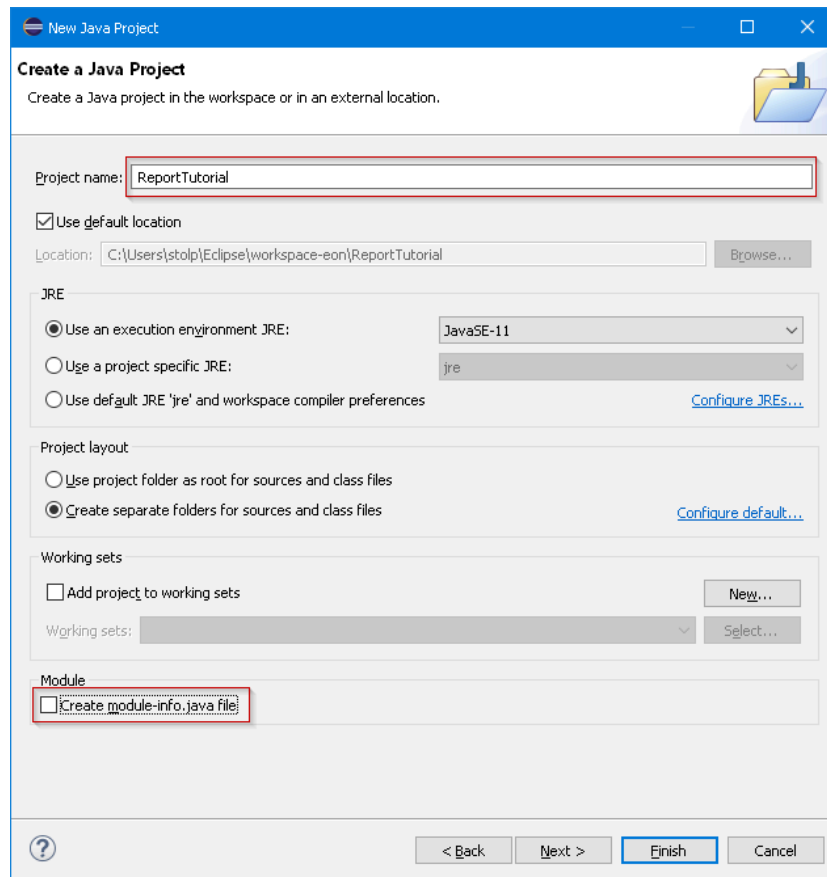 New Java Project
Create a Java Project
Create a Java project in the workspace or in an external location.
Project name: ReportTutorial
Use default location
Location: C:\Users\stolp\Eclipse\workspace-eon\ReportTutorial Browse...
JRE
Use an execution environment JRE: JavaSE-11
Use a project specific JRE: jre
Use default JRE 'jre' and workspace compiler preferences Configure JREs...
Project layout
Use project folder as root for sources and class files
Create separate folders for sources and class files Configure default...
Working sets
Add project to working sets New...
Working sets: Select...
Module
Create module-info.java file
? < Back Next > Finish Cancel